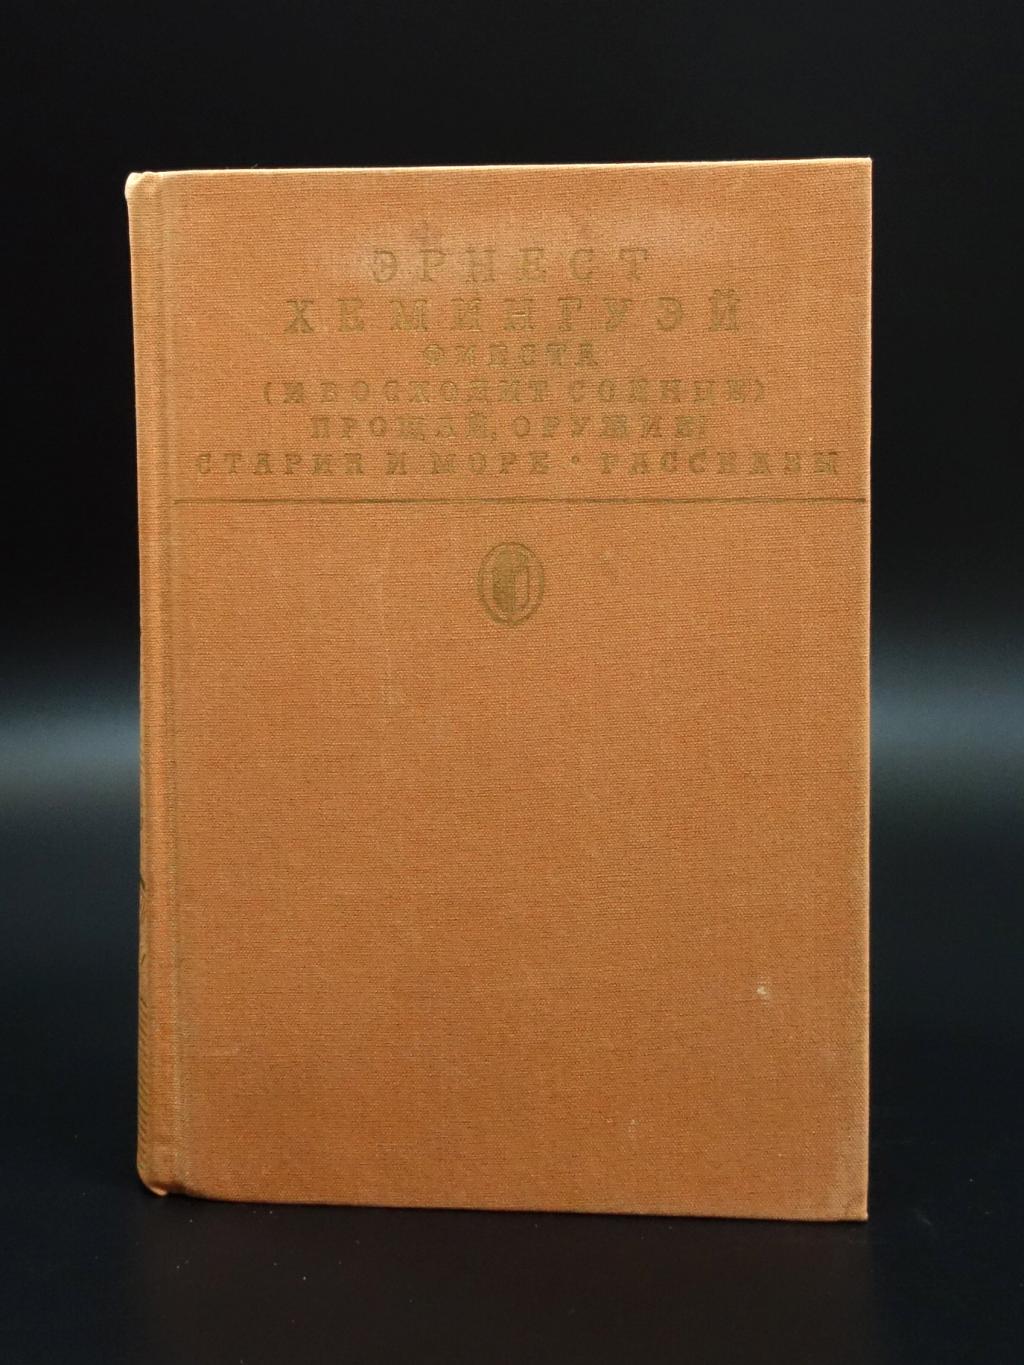 ЭРНЕСТ
ХЕМИНГУЭЙ
ФИЕСТА
(И ВОСХОДИТ СОЛНЦЕ)
ПРОЩАЙ, ОРУЖИЕ!
СТАРИК И МОРЕ • РАССКАЗЫ